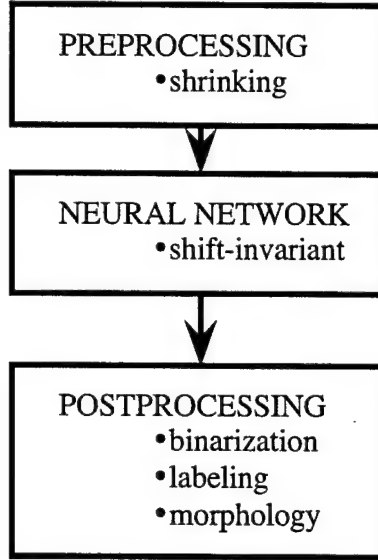 PREPROCESSING
•shrinking
NEURAL NETWORK
•shift-invariant
POSTPROCESSING
•binarization
•labeling
•morphology